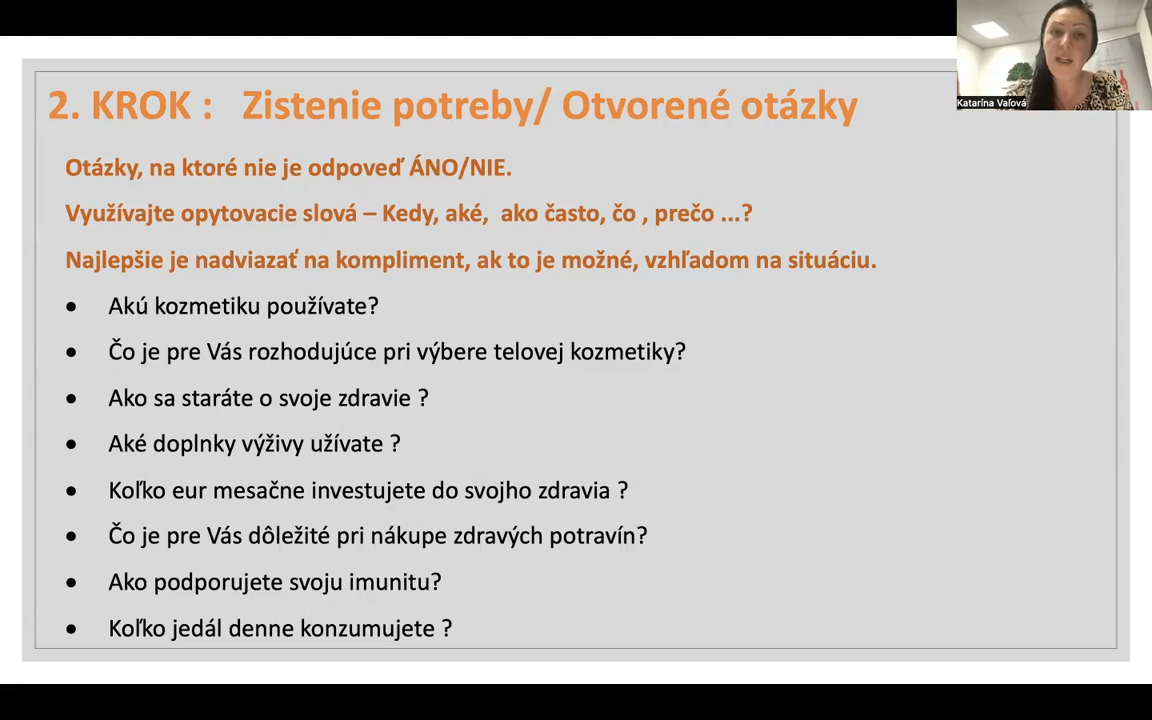 2. KROK : Zistenie potreby/ Otvorené otázky
Katarína Vaľová
Otázky, na ktoré nie je odpoveď ÁNO/NIE.
Využívajte opytovacie slová – Kedy, aké, ako často, čo , prečo ...?
Najlepšie je nadviazať na kompliment, ak to je možné, vzhľadom na situáciu.
• Akú kozmetiku používate?
• Čo je pre Vás rozhodujúce pri výbere telovej kozmetiky?
• Ako sa staráte o svoje zdravie ?
• Aké doplnky výživy užívate ?
• Koľko eur mesačne investujete do svojho zdravia ?
• Čo je pre Vás dôležité pri nákupe zdravých potravín?
• Ako podporujete svoju imunitu?
• Koľko jedál denne konzumujete ?